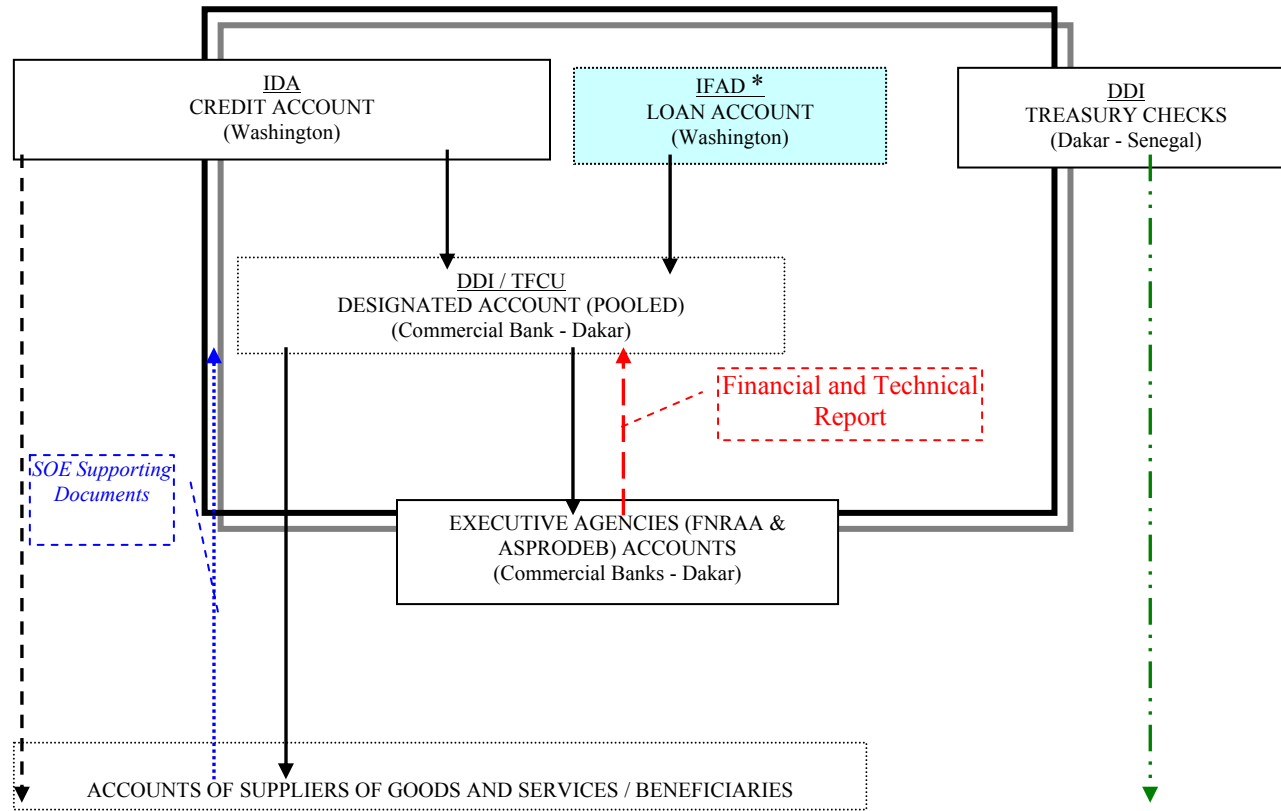 IDA
CREDIT ACCOUNT
(Washington)
IFAD *
LOAN ACCOUNT
(Washington)
DDI
TREASURY CHECKS
(Dakar - Senegal)
DDI / TFCU
DESIGNATED ACCOUNT (POOLED)
(Commercial Bank - Dakar)
Financial and Technical
Report
SOE Supporting
Documents
EXECUTIVE AGENCIES (FNRAA &
ASPRODEB) ACCOUNTS
(Commercial Banks - Dakar)
ACCOUNTS OF SUPPLIERS OF GOODS AND SERVICES / BENEFICIARIES